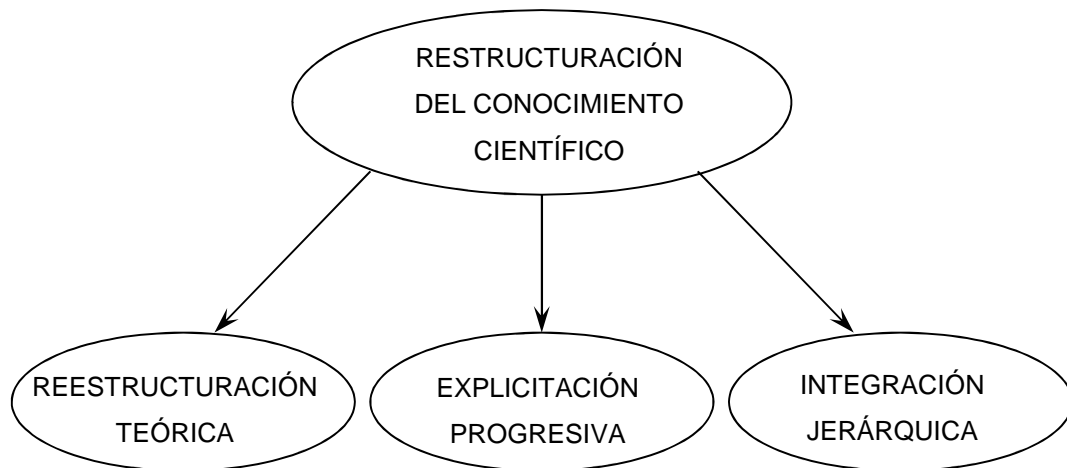 RESTRUCTURACIÓN
DEL CONOCIMIENTO
CIENTÍFICO
REESTRUCTURACIÓN
TEÓRICA
EXPLICITACIÓN
PROGRESIVA
INTEGRACIÓN
JERÁRQUICA